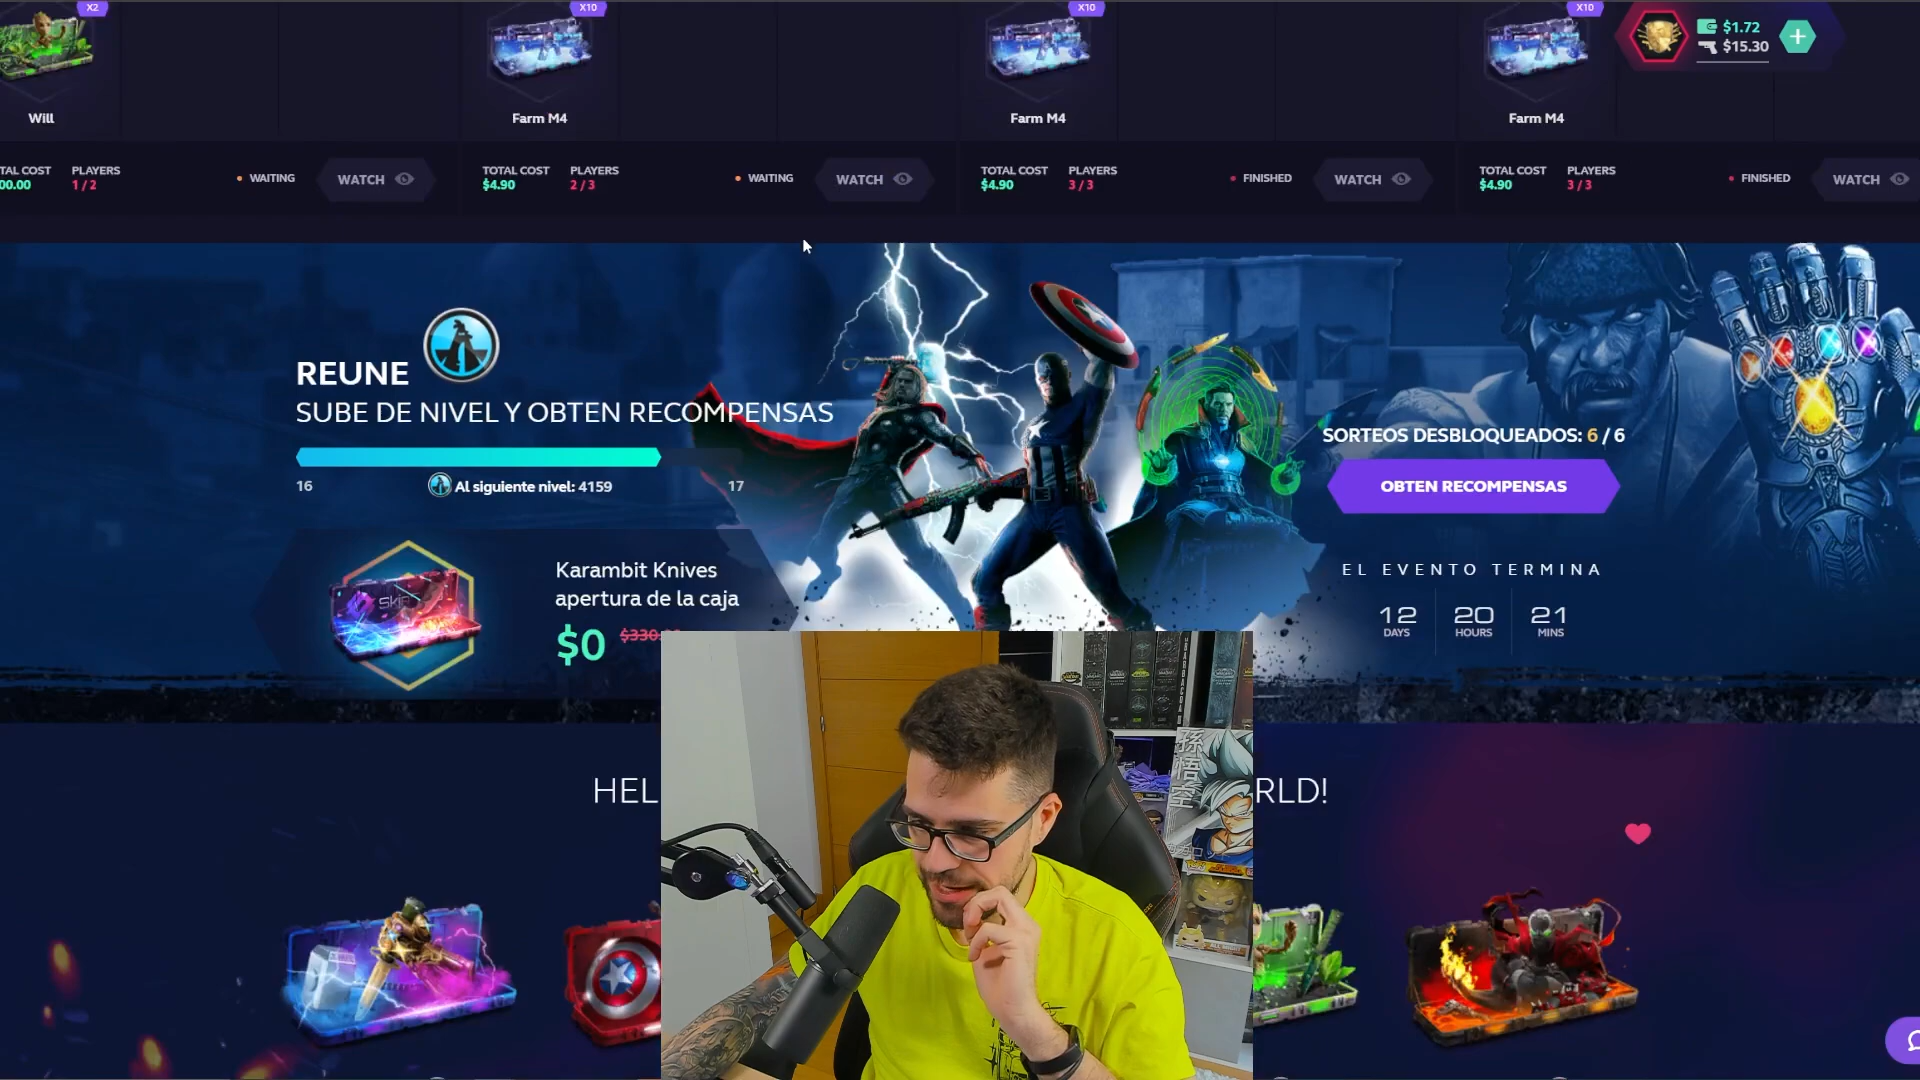 X2
X10
X10
X10
$1.72
$15.30
Will
Farm M4
Farm M4
Farm M4
TAL COST
00.00
PLAYERS
1 / 2
WAITING
WATCH
TOTAL COST
$4.90
PLAYERS
2 / 3
WAITING
WATCH
TOTAL COST
$4.90
PLAYERS
3 / 3
FINISHED
WATCH
TOTAL COST
$4.90
PLAYERS
3 / 3
FINISHED
WATCH
REUNE
SUBE DE NIVEL Y OBTEN RECOMPENSAS
16
Al siguiente nivel: 4159
17
Karambit Knives
apertura de la caja
$0 $330
SORTEOS DESBLOQUEADOS: 6 / 6
OBTEN RECOMPENSAS
EL EVENTO TERMINA
12 20 21
DAYS HOURS MINS
HEL
RLD!
孫悟空